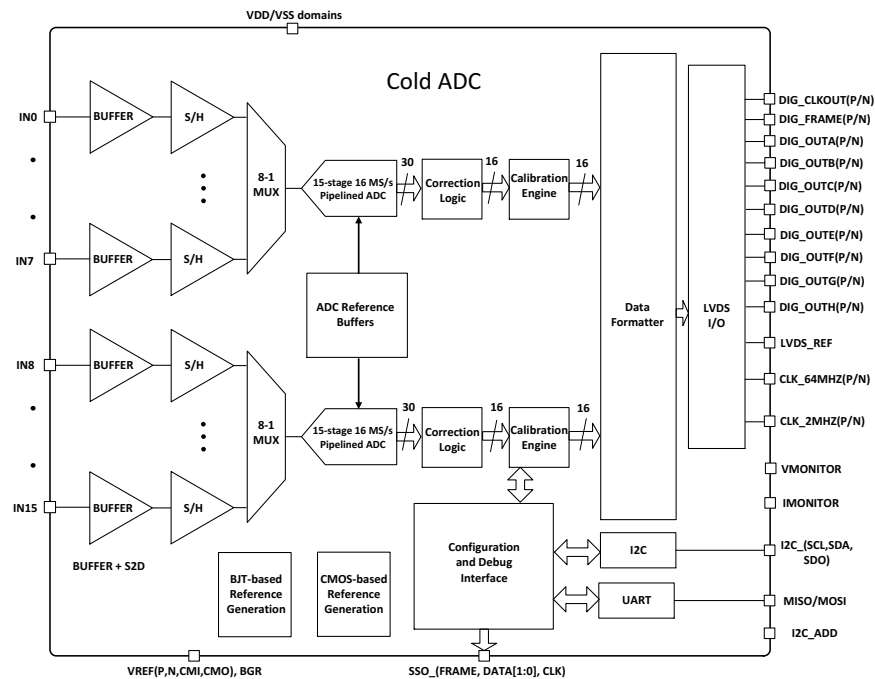 VDD/VSS domains
Cold ADC
IN0
BUFFER
S/H
8-1
MUX
15-stage 16 MS/s
Pipelined ADC
30
Correction
Logic
16
Calibration
Engine
16
IN7
BUFFER
S/H
ADC Reference
Buffers
IN8
BUFFER
S/H
8-1
MUX
15-stage 16 MS/s
Pipelined ADC
30
Correction
Logic
16
Calibration
Engine
16
IN15
BUFFER
S/H
BUFFER + S2D
BJT-based
Reference
Generation
CMOS-based
Reference
Generation
Configuration
and Debug
Interface
I2C
UART
Data
Formatter
LVDS
I/O
DIG_CLKOUT(P/N)
DIG_FRAME(P/N)
DIG_OUTA(P/N)
DIG_OUTB(P/N)
DIG_OUTC(P/N)
DIG_OUTD(P/N)
DIG_OUTE(P/N)
DIG_OUTF(P/N)
DIG_OUTG(P/N)
DIG_OUTH(P/N)
LVDS_REF
CLK_64MHZ(P/N)
CLK_2MHZ(P/N)
VMONITOR
IMONITOR
I2C_(SCL,SDA,
SDO)
MISO/MOSI
I2C_ADD
VREF(P,N,CMI,CMO), BGR
SSO_(FRAME, DATA[1:0], CLK)